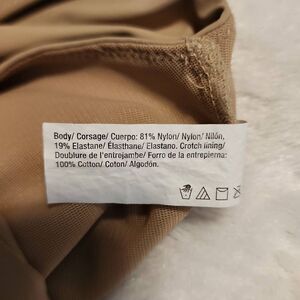 Body/ Corsage/ Cuerpo: 81% Nylon/ Nylon/ Nilón,
19% Elastane/ Élasthane/ Elastano. Crotch lining/
Doublure de l'entrejambe/ Forro de la entrepierna:
100% Cotton/ Coton/ Algodón.